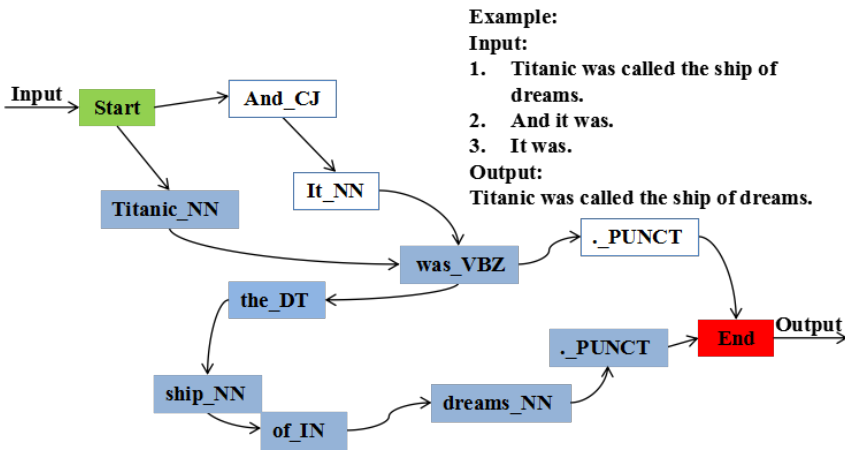 Example:
Input:
1. Titanic was called the ship of
dreams.
2. And it was.
3. It was.
Output:
Titanic was called the ship of dreams.
Input
Start
And_CJ
It_NN
Titanic_NN
was_VBZ
._PUNCT
the_DT
End
Output
._PUNCT
ship_NN
of_IN
dreams_NN